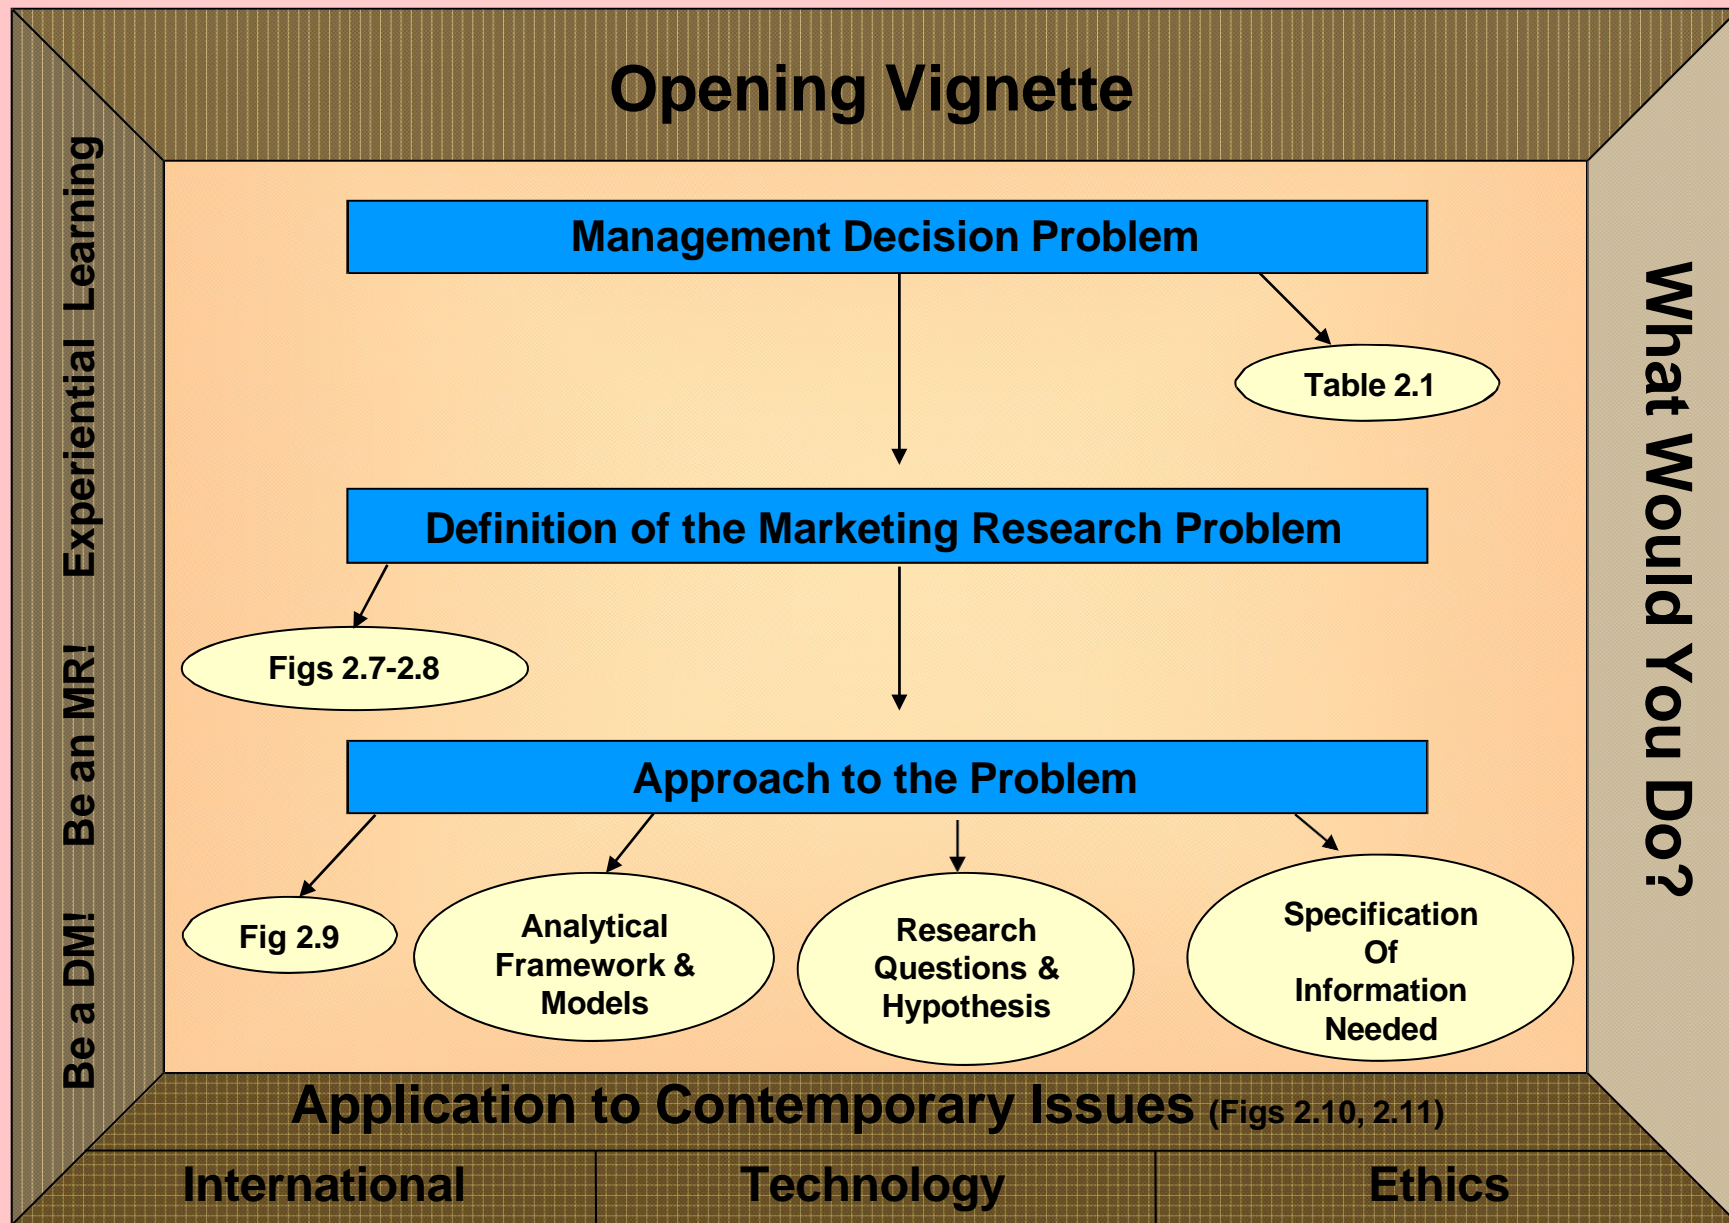 Opening Vignette
Be a DM!  Be an MR!  Experiential Learning
What Would You Do?
Management Decision Problem
Table 2.1
Definition of the Marketing Research Problem
Figs 2.7-2.8
Approach to the Problem
Fig 2.9
Analytical
Framework &
Models
Research
Questions &
Hypothesis
Specification
Of
Information
Needed
Application to Contemporary Issues (Figs 2.10, 2.11)
International
Technology
Ethics